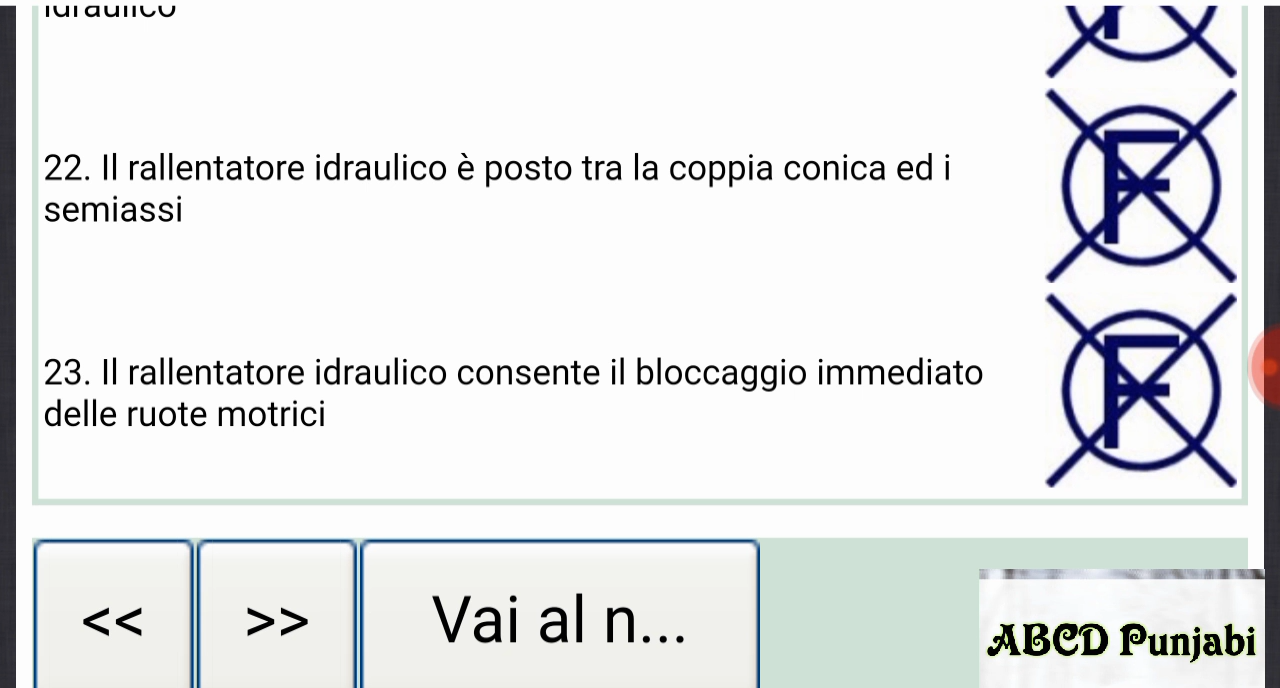 idraulico
F
22. Il rallentatore idraulico è posto tra la coppia conica ed i
semiassi
F
23. Il rallentatore idraulico consente il bloccaggio immediato
delle ruote motrici
F
<< >> Vai al n...
ABCD Punjabi